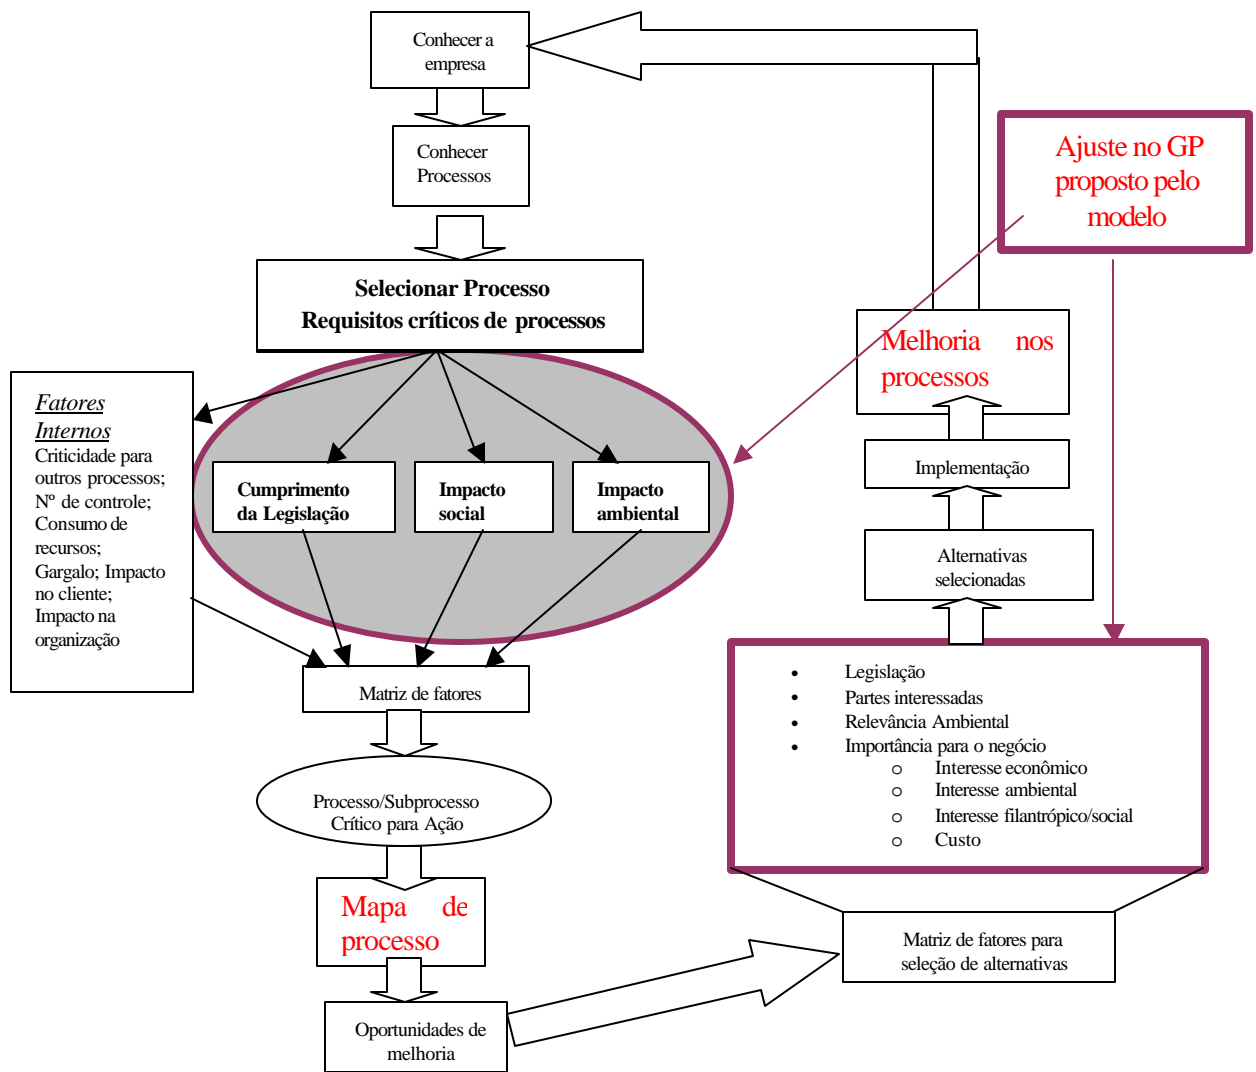 Conhecer a
empresa
Conhecer
Processos
Ajuste no GP
proposto pelo
modelo
Selecionar Processo
Requisitos críticos de processos
Melhoria nos
processos
Fatores
Internos
Criticidade para
outros processos;
Nº de controle;
Consumo de
recursos;
Gargalo; Impacto
no cliente;
Impacto na
organização
Cumprimento
da Legislação
Impacto
social
Impacto
ambiental
Implementação
Alternativas
selecionadas
Matriz de fatores
• Legislação
• Partes interessadas
• Relevância Ambiental
• Importância para o negócio
o Interesse econômico
o Interesse ambiental
o Interesse filantrópico/social
o Custo
Processo/Subprocesso
Crítico para Ação
Mapa de
processo
Matriz de fatores para
seleção de alternativas
Oportunidades de
melhoria